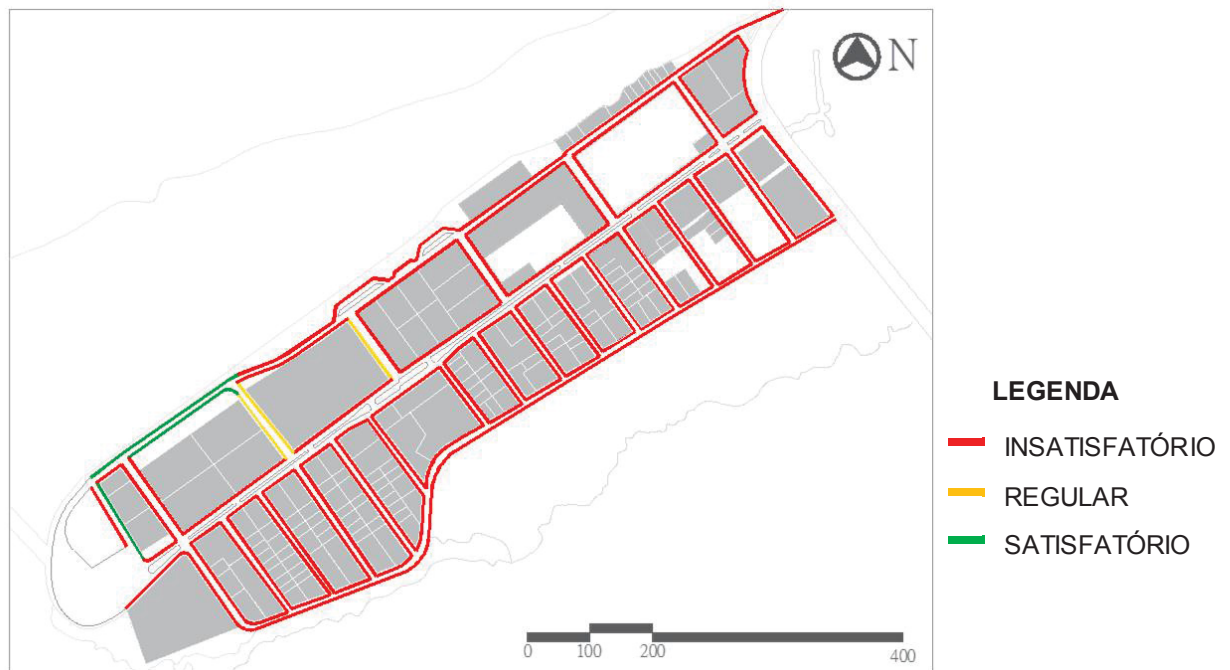 N
LEGENDA
INSATISFATÓRIO
REGULAR
SATISFATÓRIO
0 100 200 400